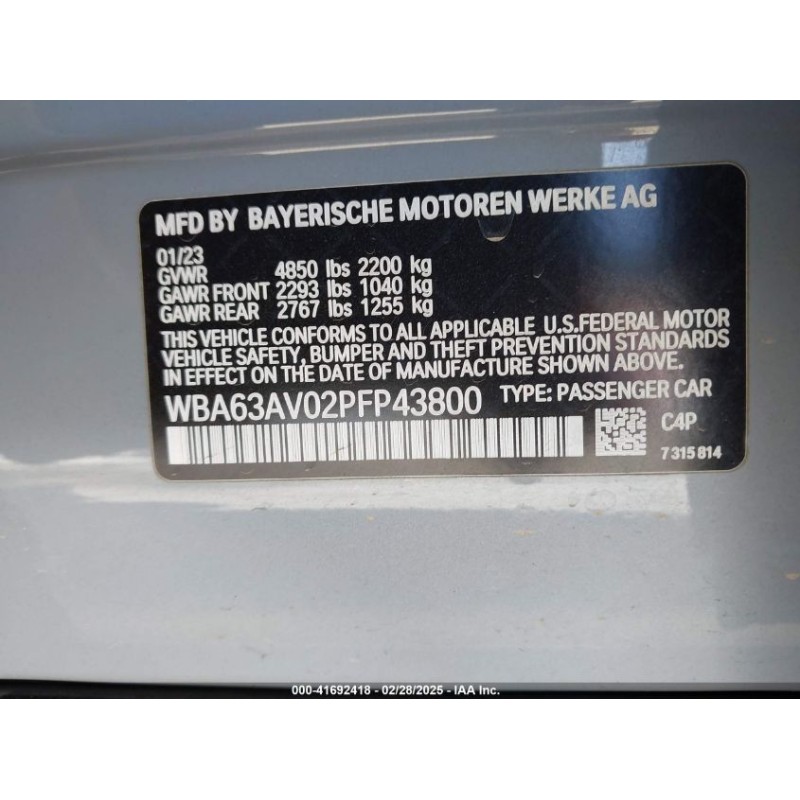 MFD BY BAYERISCHE MOTOREN WERKE AG
01/23
GVWR 4850 lbs 2200 kg
GAWR FRONT 2293 lbs 1040 kg
GAWR REAR 2767 lbs 1255 kg
THIS VEHICLE CONFORMS TO ALL APPLICABLE U.S.FEDERAL MOTOR
VEHICLE SAFETY, BUMPER AND THEFT PREVENTION STANDARDS
IN EFFECT ON THE DATE OF MANUFACTURE SHOWN ABOVE.
WBA63AV02PFP43800 TYPE: PASSENGER CAR
C4P
7315814
000-41692418 - 02/28/2025 - IAA Inc.